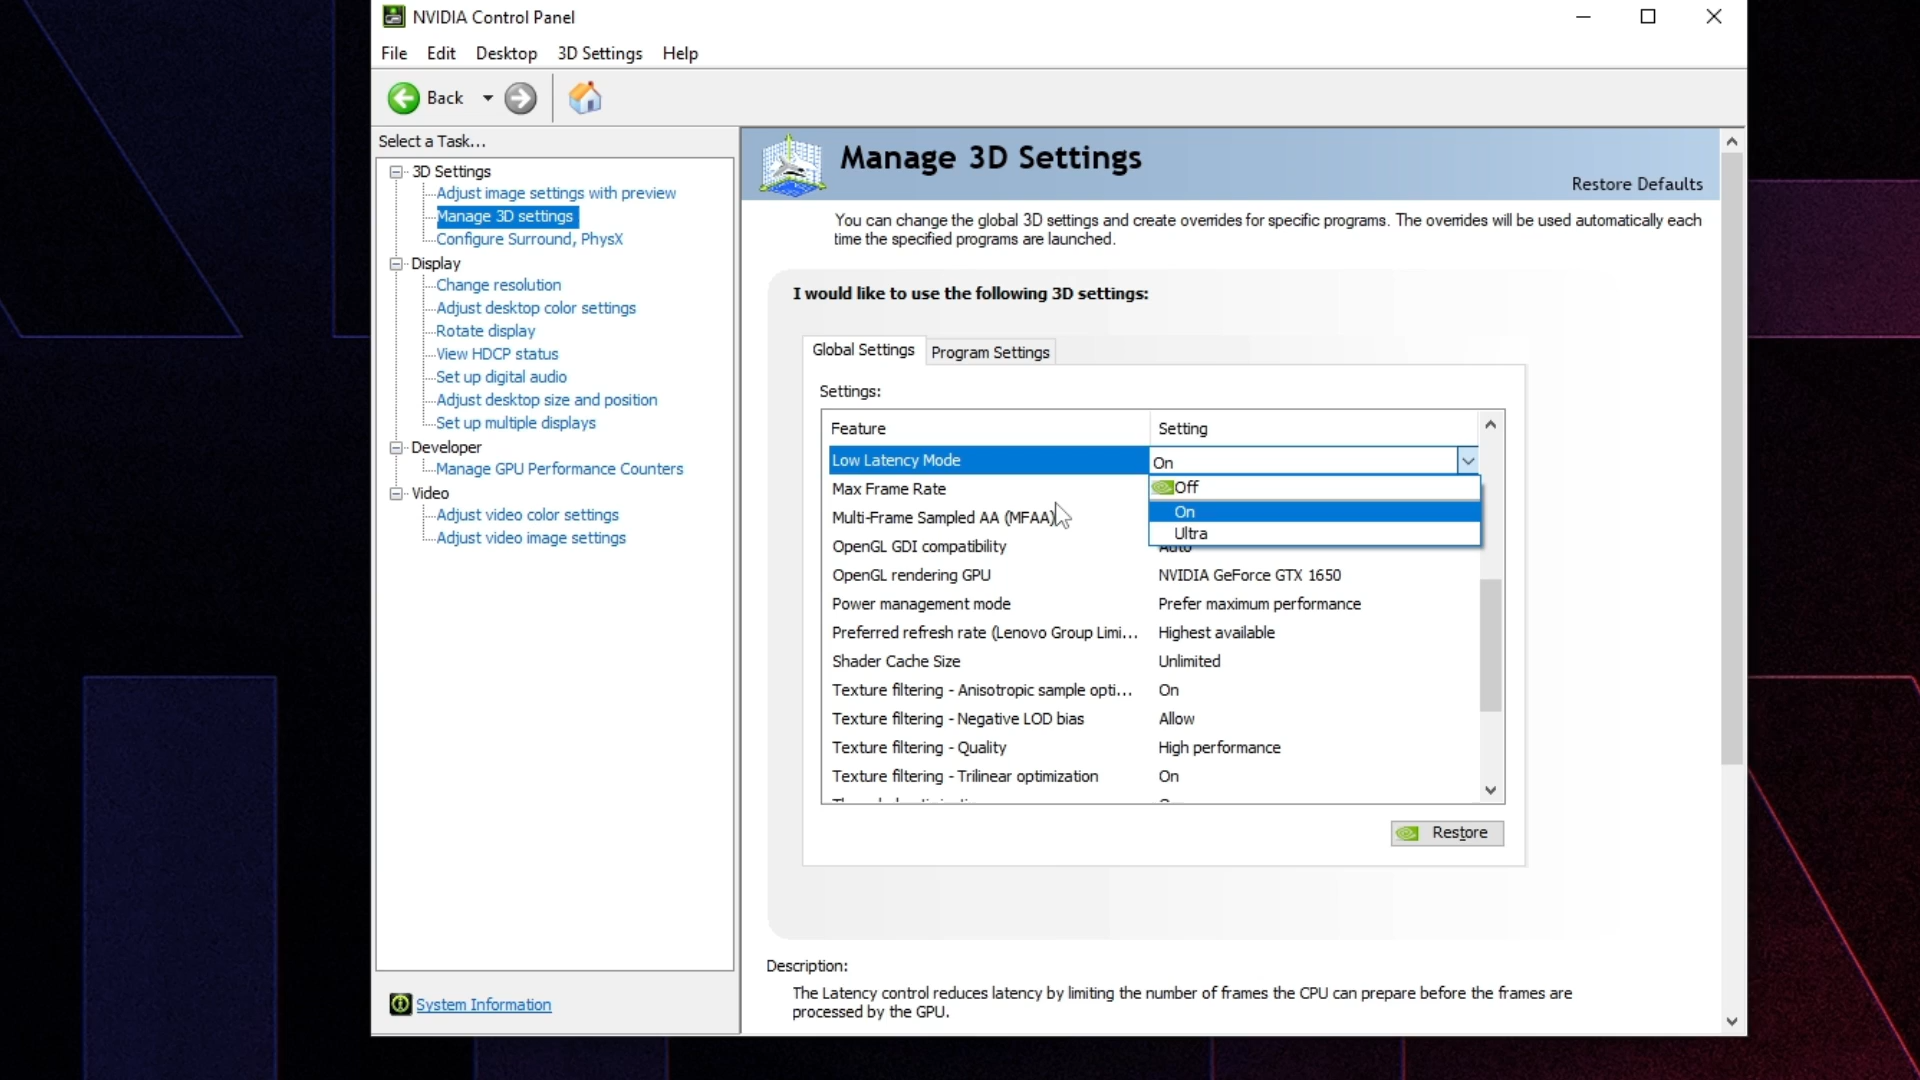 NVIDIA Control Panel
File Edit Desktop 3D Settings Help
Back
Select a Task...
3D Settings
Adjust image settings with preview
Manage 3D settings
Configure Surround, PhysX
Display
Change resolution
Adjust desktop color settings
Rotate display
View HDCP status
Set up digital audio
Adjust desktop size and position
Set up multiple displays
Developer
Manage GPU Performance Counters
Video
Adjust video color settings
Adjust video image settings
System Information
Manage 3D Settings
Restore Defaults
You can change the global 3D settings and create overrides for specific programs. The overrides will be used automatically each
time the specified programs are launched.
I would like to use the following 3D settings:
Global Settings Program Settings
Settings:
Feature Setting
Low Latency Mode On
Max Frame Rate Off
Multi-Frame Sampled AA (MFAA) On
Ultra
OpenGL GDI compatibility Auto
OpenGL rendering GPU NVIDIA GeForce GTX 1650
Power management mode Prefer maximum performance
Preferred refresh rate (Lenovo Group Limi... Highest available
Shader Cache Size Unlimited
Texture filtering - Anisotropic sample opti... On
Texture filtering - Negative LOD bias Allow
Texture filtering - Quality High performance
Texture filtering - Trilinear optimization On
Restore
Description:
The Latency control reduces latency by limiting the number of frames the CPU can prepare before the frames are
processed by the GPU.